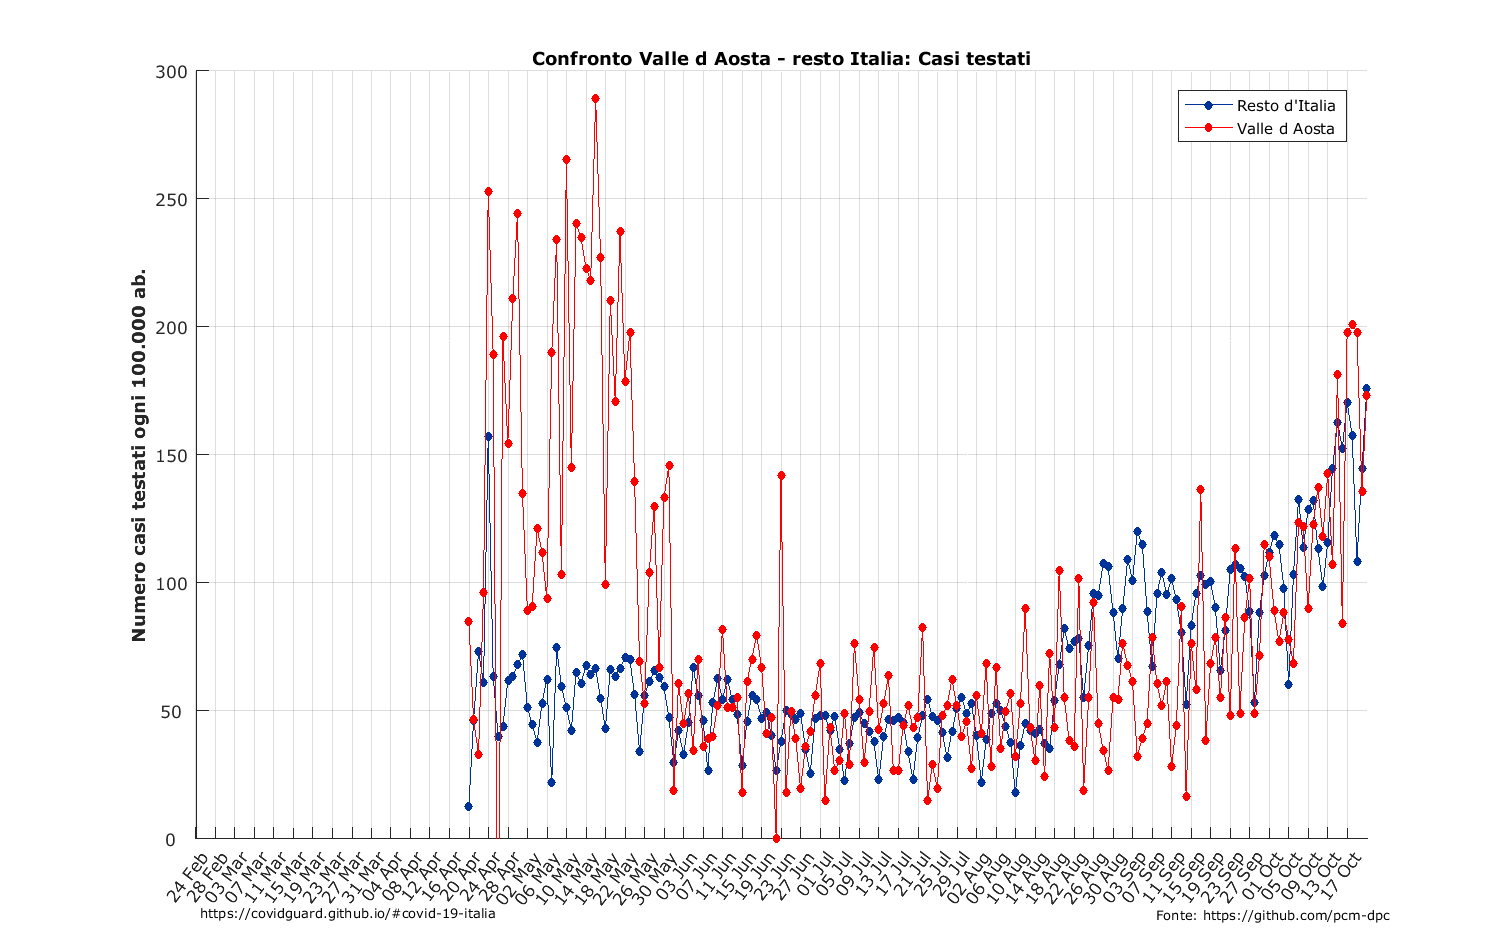 Confronto Valle d Aosta - resto Italia: Casi testati
Resto d'Italia
Valle d Aosta
Numero casi testati ogni 100.000 ab.
300
250
200
150
100
50
0
24 Feb
28 Feb
03 Mar
07 Mar
11 Mar
15 Mar
19 Mar
23 Mar
27 Mar
31 Mar
04 Apr
08 Apr
12 Apr
16 Apr
20 Apr
24 Apr
28 Apr
02 May
06 May
10 May
14 May
18 May
22 May
26 May
30 May
03 Jun
07 Jun
11 Jun
15 Jun
19 Jun
23 Jun
27 Jun
01 Jul
05 Jul
09 Jul
13 Jul
17 Jul
21 Jul
25 Jul
29 Jul
02 Aug
06 Aug
10 Aug
14 Aug
18 Aug
22 Aug
26 Aug
30 Aug
03 Sep
07 Sep
11 Sep
15 Sep
19 Sep
23 Sep
27 Sep
01 Oct
05 Oct
09 Oct
13 Oct
17 Oct
https://covidguard.github.io/#covid-19-italia
Fonte: https://github.com/pcm-dpc